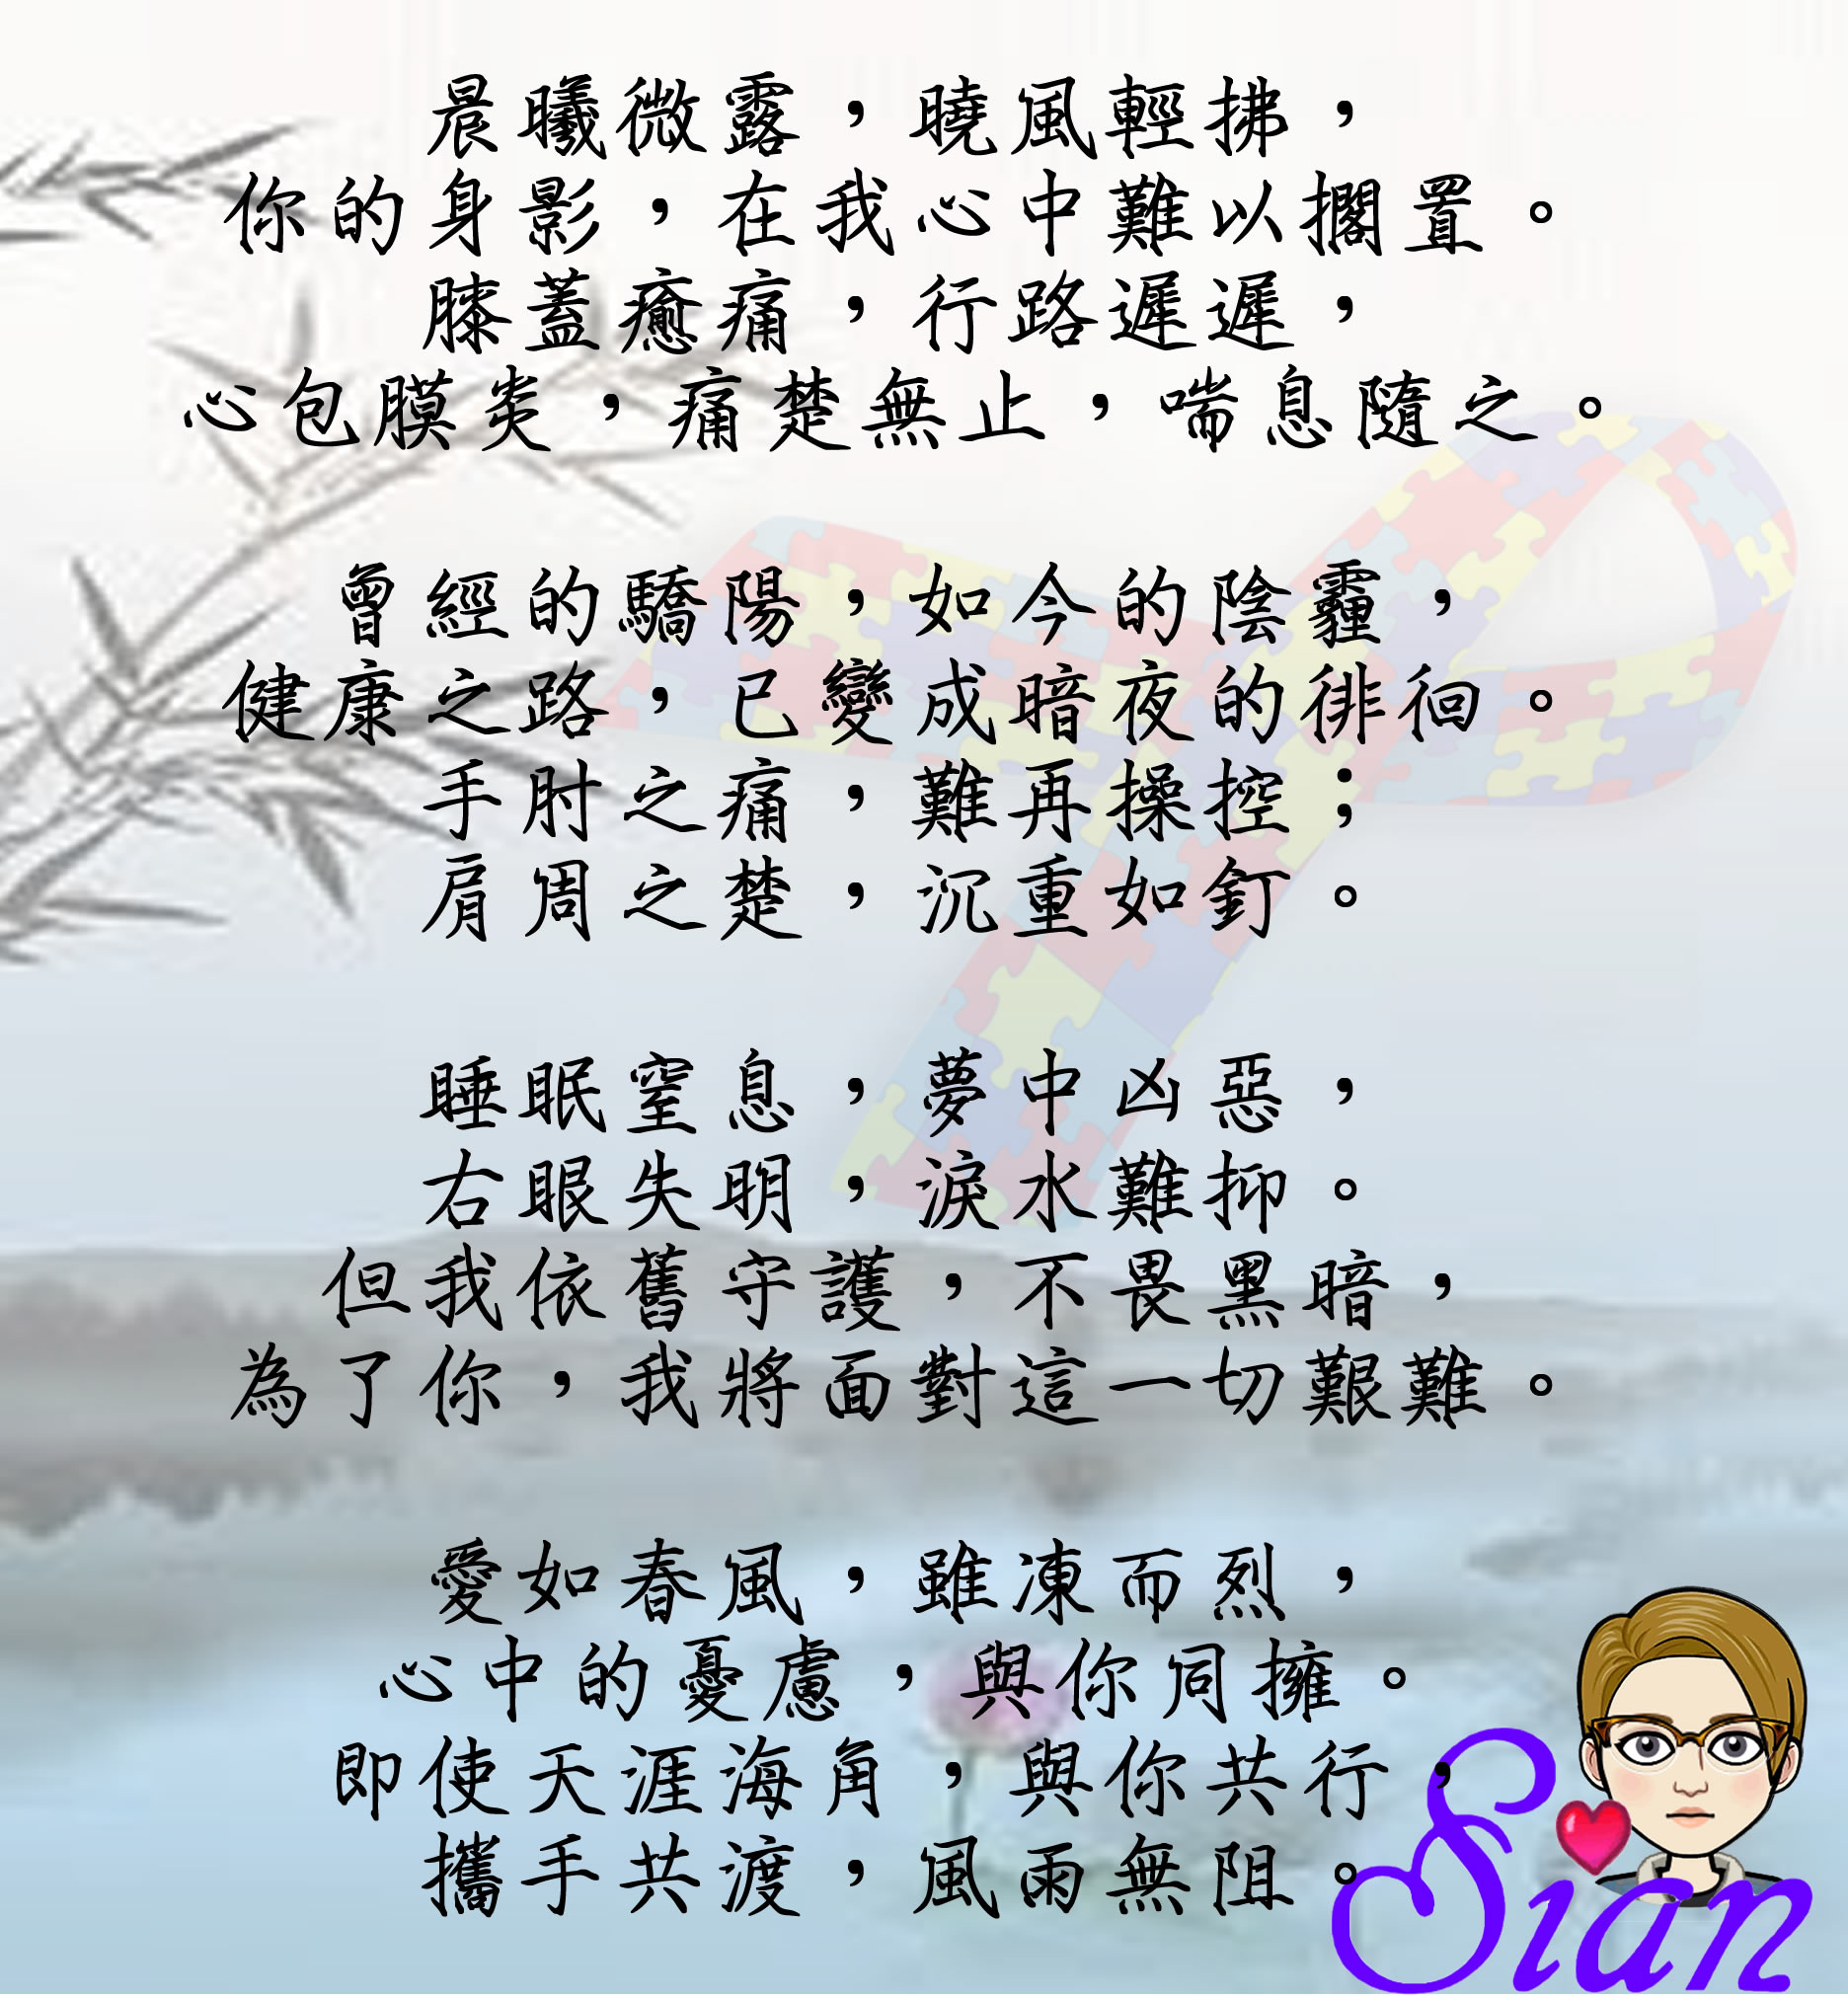 晨曦微露，曉風輕拂，
你的身影，在我心中難以擱置。
膝蓋癒痛，行路遲遲，
心包膜炎，痛楚無止，喘息隨之。
曾經的驕陽，如今的陰霾，
健康之路，已變成暗夜的徘徊。
手肘之痛，難再操控；
肩周之楚，沉重如釘。
睡眠窒息，夢中凶惡，
右眼失明，淚水難抑。
但我依舊守護，不畏黑暗，
為了你，我將面對這一切艱難。
愛如春風，雖凍而烈，
心中的憂慮，與你同擁。
即使天涯海角，與你共行，
攜手共渡，風雨無阻。
Sian